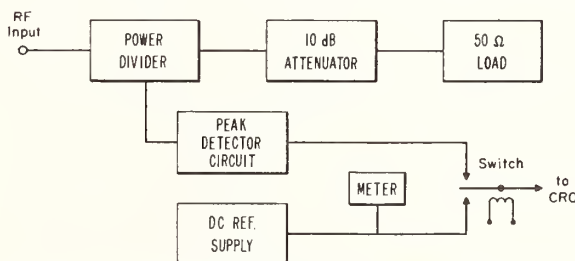 RF
Input
POWER
DIVIDER
10 dB
ATTENUATOR
50 Ω
LOAD
PEAK
DETECTOR
CIRCUIT
Switch
to
CRO
METER
DC REF.
SUPPLY